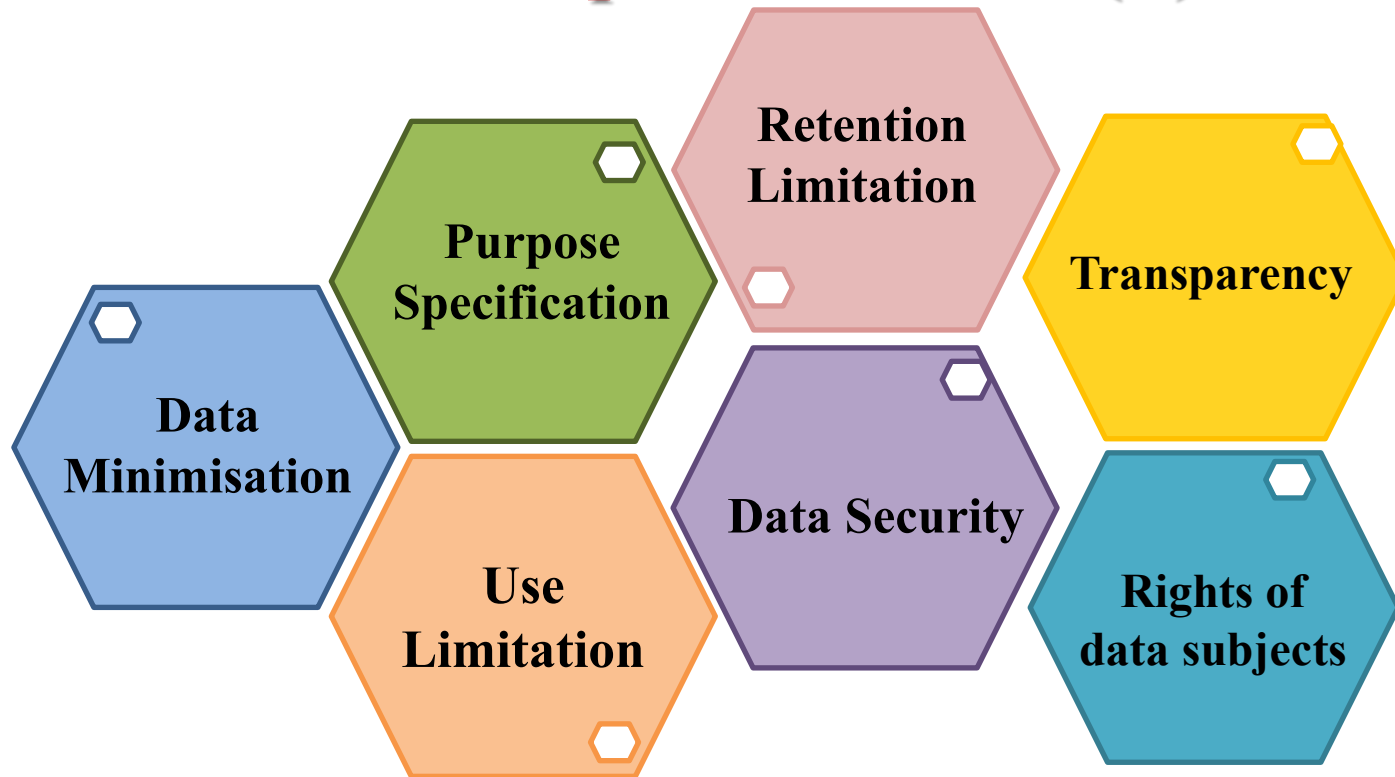 Retention
Limitation
Purpose
Specification
Transparency
Data
Minimisation
Data Security
Use
Limitation
Rights of
data subjects